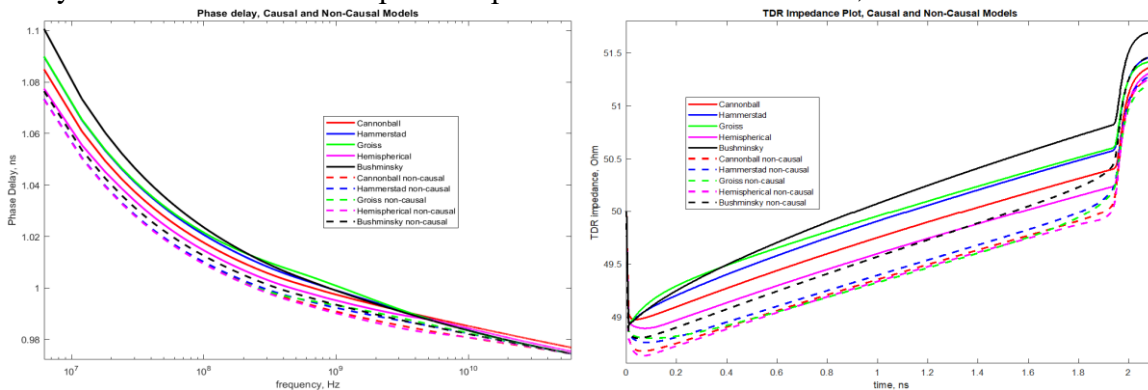 Phase delay, Causal and Non-Causal Models
1.1
1.08
1.06
1.04
1.02
1
0.98
Phase Delay, ns
10^7
10^8
10^9
10^10
frequency, Hz
Cannonball
Hammerstad
Groiss
Hemispherical
Bushminsky
Cannonball non-causal
Hammerstad non-causal
Groiss non-causal
Hemispherical non-causal
Bushminsky non-causal
TDR Impedance Plot, Causal and Non-Causal Models
51.5
51
50.5
50
49.5
49
TDR impedance, Ohm
0 0.2 0.4 0.6 0.8 1 1.2 1.4 1.6 1.8 2
time, ns
Cannonball
Hammerstad
Groiss
Hemispherical
Bushminsky
Cannonball non-causal
Hammerstad non-causal
Groiss non-causal
Hemispherical non-causal
Bushminsky non-causal